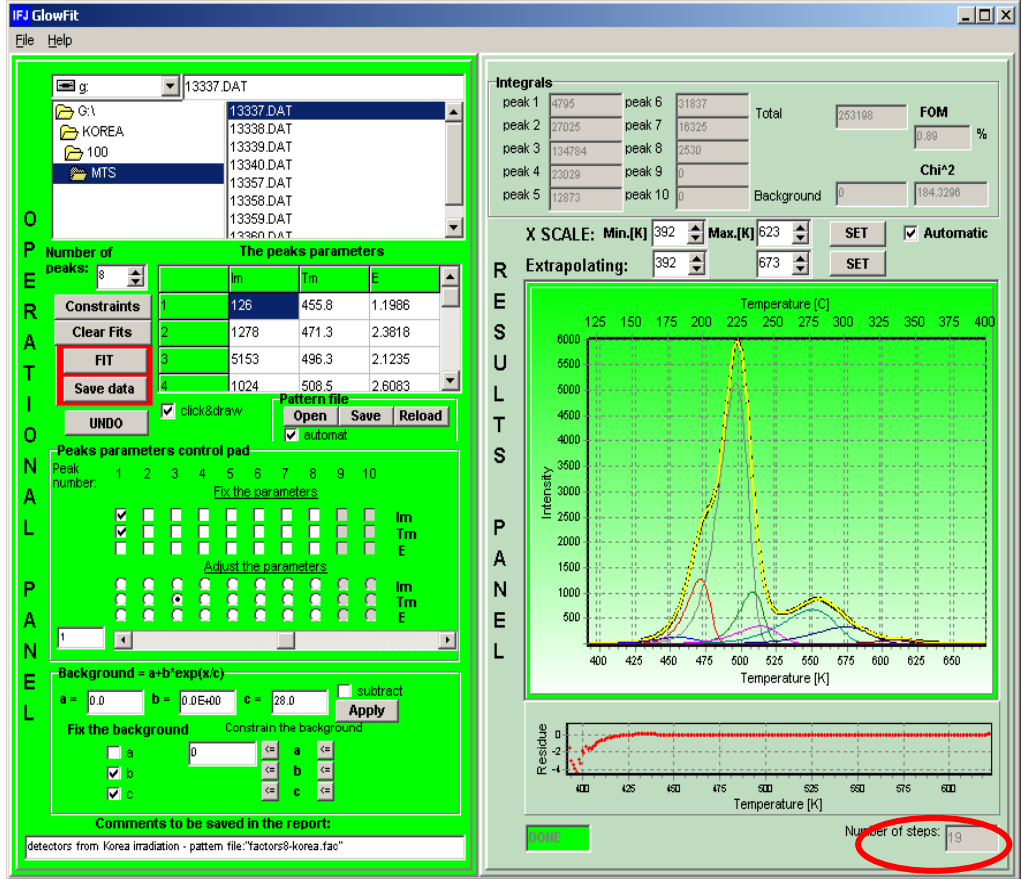 IFJ GlowFit
File Help
g:
13337.DAT
G:\
KOREA
100
MTS
13337.DAT
13338.DAT
13339.DAT
13340.DAT
13357.DAT
13358.DAT
13359.DAT
13360.DAT
OPERATIONAL PANEL
Number of peaks: 8
The peaks parameters
Im Tm E
1 126 455.8 1.1986
2 1278 471.3 2.3818
3 5153 496.3 2.1235
4 1024 508.5 2.6083
Constraints
Clear Fits
FIT
Save data
UNDO
click&draw
Pattern file
Open Save Reload
automat
Peaks parameters control pad
Peak number: 1 2 3 4 5 6 7 8 9 10
Fix the parameters
Im
Tm
E
Adjust the parameters
Im
Tm
E
1
Background = a+b*exp(x/c)
a = 0.0 b = 0.0E+00 c = 28.0
subtract
Apply
Fix the background
Constrain the background
a
b
c
0
<= a <=
<= b <=
<= c <=
Comments to be saved in the report:
detectors from Korea irradiation - pattern file:"factors8-korea.fac"
RESULTS PANEL
Integrals
peak 1 4795 peak 6 31837
peak 2 27025 peak 7 16325
peak 3 134784 peak 8 2530
peak 4 23029 peak 9 0
peak 5 12873 peak 10 0
Total 253198
Background 0
FOM
0.89 %
Chi^2
184.3296
X SCALE: Min.[K] 392 Max.[K] 623 SET Automatic
Extrapolating: 392 673 SET
Temperature [C]
125 150 175 200 225 250 275 300 325 350 375 400
Intensity
6000
5500
5000
4500
4000
3500
3000
2500
2000
1500
1000
500
400 425 450 475 500 525 550 575 600 625 650
Temperature [K]
Residue
0
-2
-4
400 425 450 475 500 525 550 575 600
Temperature [K]
DONE
Number of steps: 19